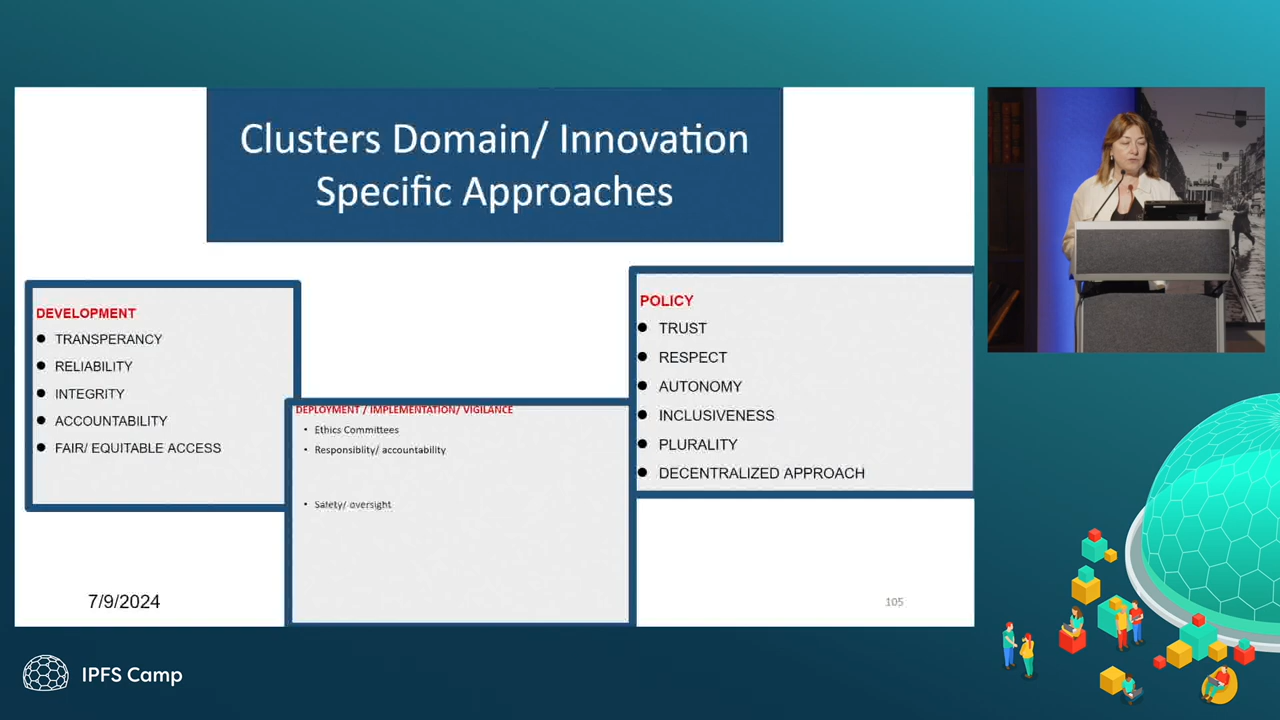 Clusters Domain/ Innovation
Specific Approaches
DEVELOPMENT
● TRANSPERANCY
● RELIABILITY
● INTEGRITY
● ACCOUNTABILITY
● FAIR/ EQUITABLE ACCESS
DEPLOYMENT / IMPLEMENTATION/ VIGILANCE
• Ethics Committees
• Responsiblity/ accountability
• Safety/ oversight
POLICY
● TRUST
● RESPECT
● AUTONOMY
● INCLUSIVENESS
● PLURALITY
● DECENTRALIZED APPROACH
7/9/2024
105
IPFS Camp